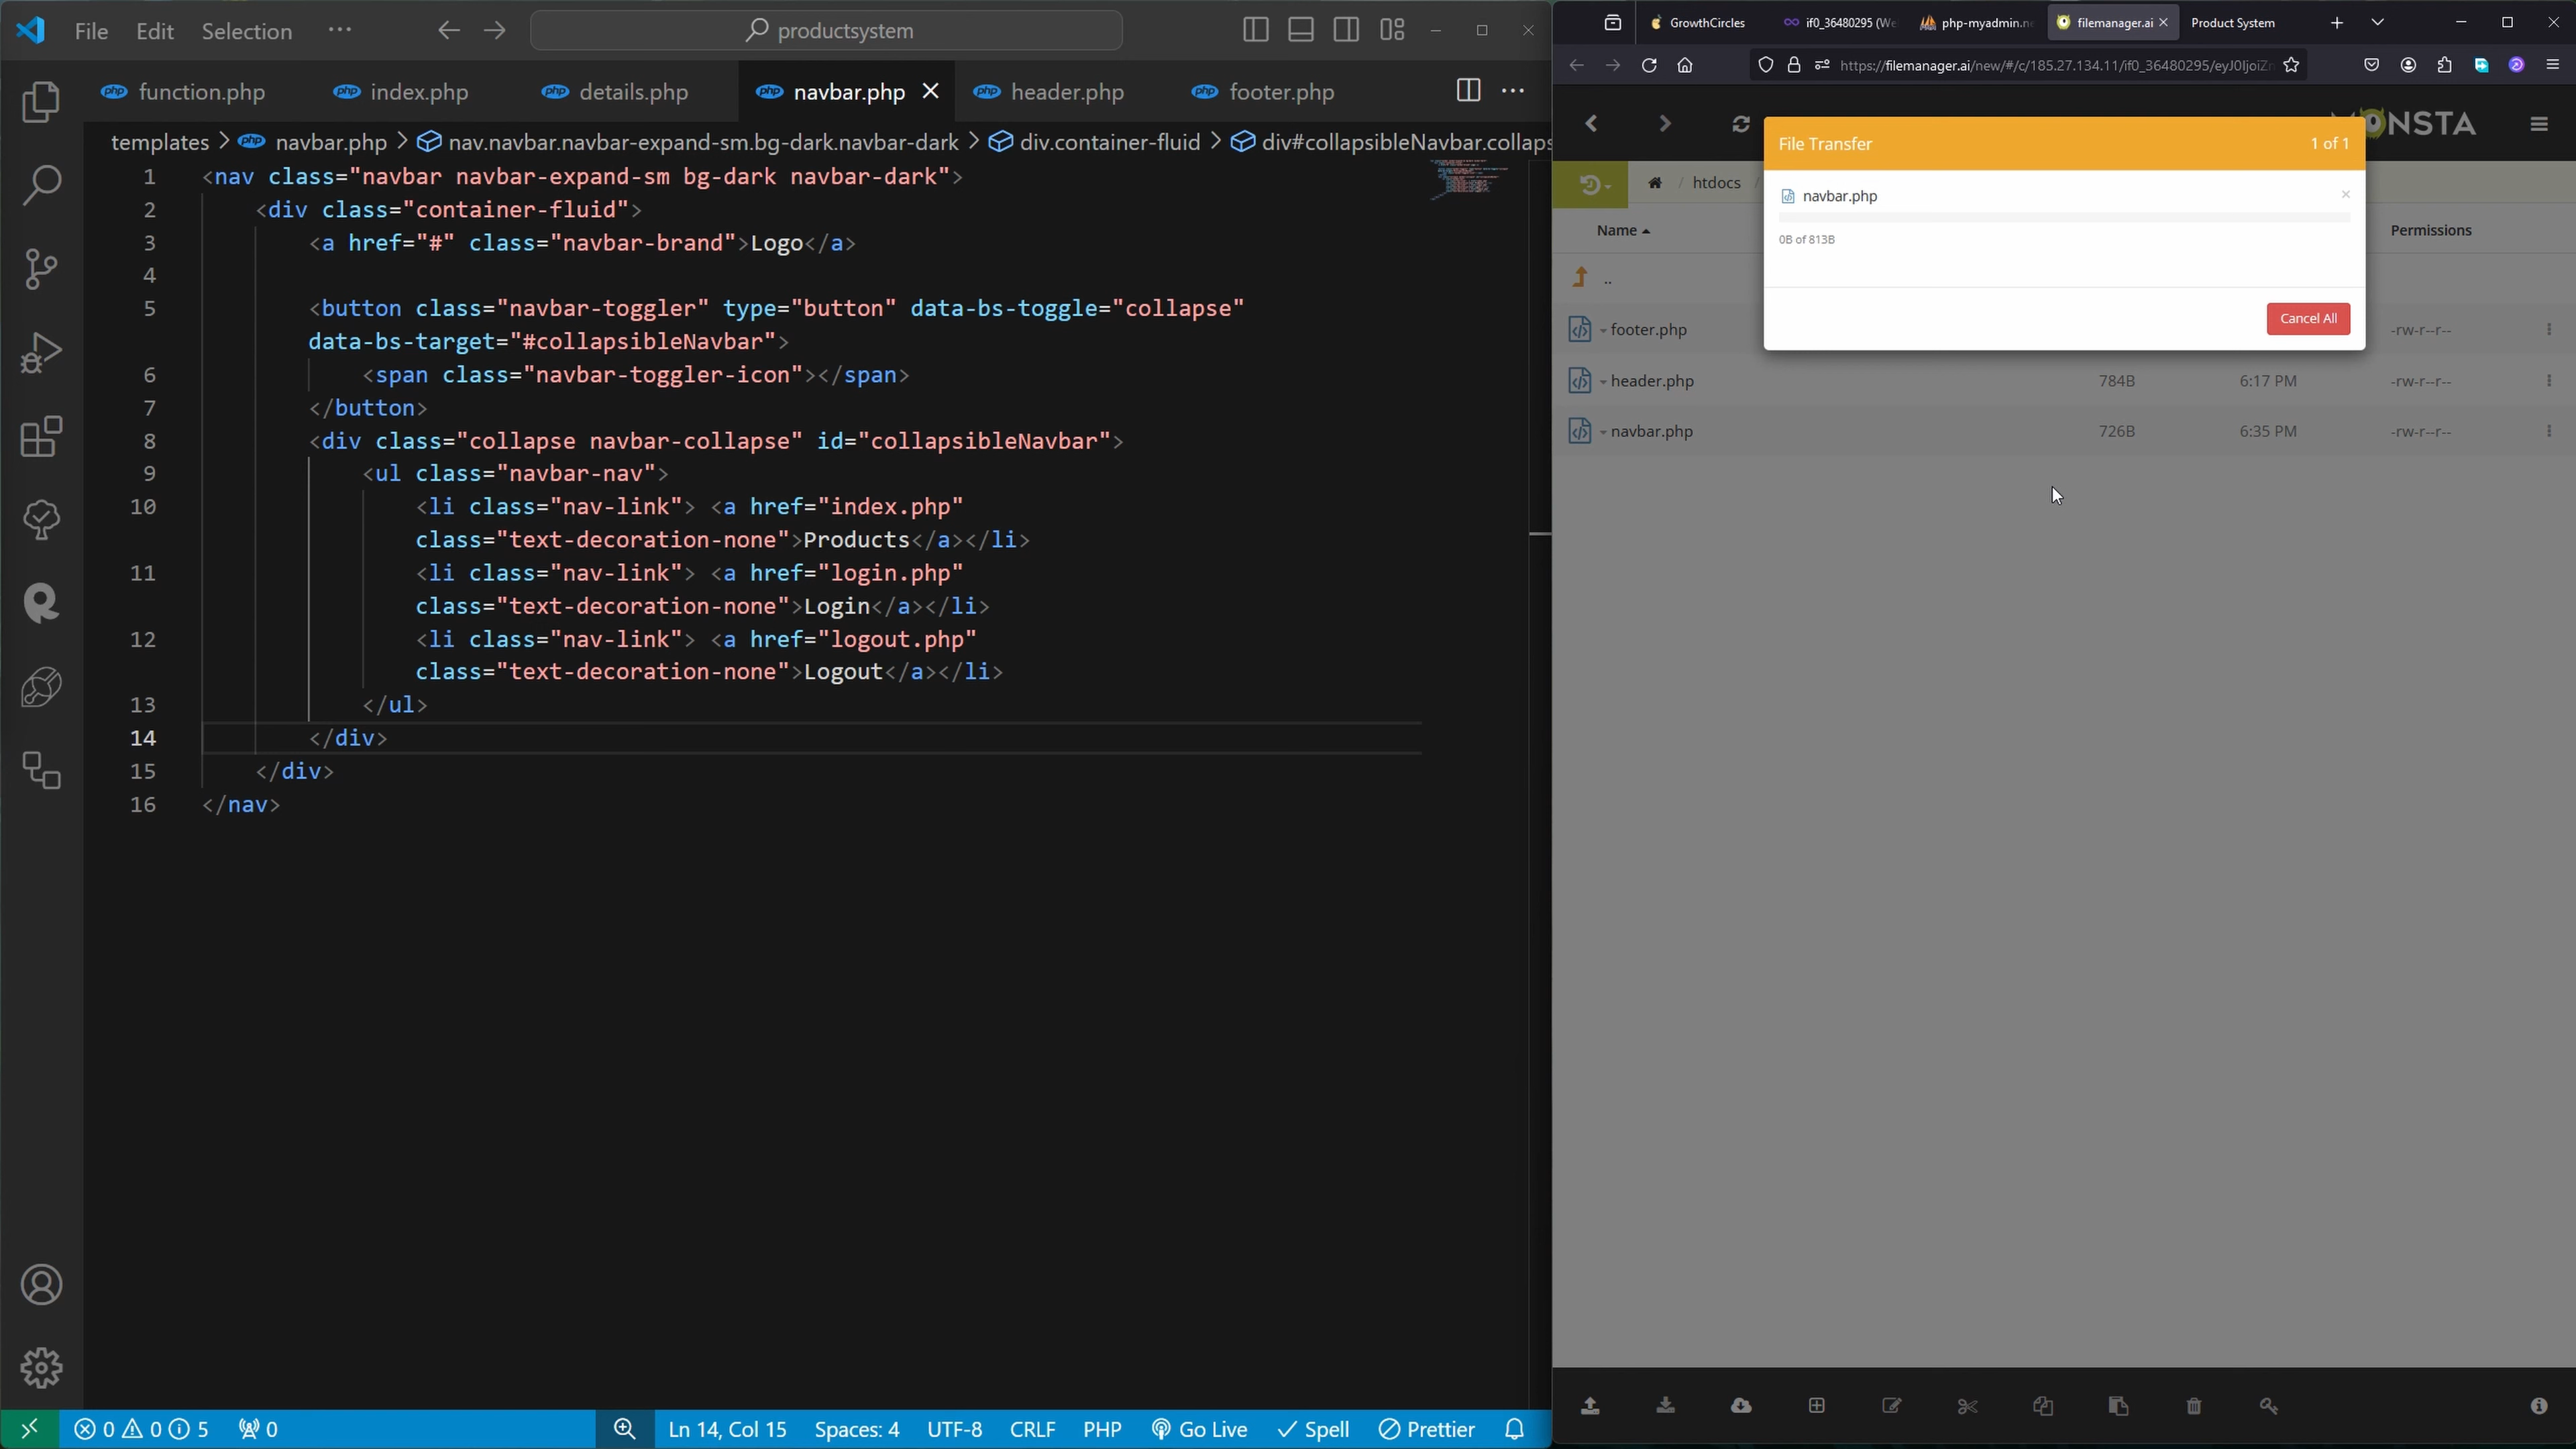 File Edit Selection ··· productsystem
function.php index.php details.php navbar.php header.php footer.php ···
templates > navbar.php > nav.navbar.navbar-expand-sm.bg-dark.navbar-dark > div.container-fluid > div#collapsibleNavbar.collaps
1 <nav class="navbar navbar-expand-sm bg-dark navbar-dark">
2 <div class="container-fluid">
3 <a href="#" class="navbar-brand">Logo</a>
4
5 <button class="navbar-toggler" type="button" data-bs-toggle="collapse"
data-bs-target="#collapsibleNavbar">
6 <span class="navbar-toggler-icon"></span>
7 </button>
8 <div class="collapse navbar-collapse" id="collapsibleNavbar">
9 <ul class="navbar-nav">
10 <li class="nav-link"> <a href="index.php"
class="text-decoration-none">Products</a></li>
11 <li class="nav-link"> <a href="login.php"
class="text-decoration-none">Login</a></li>
12 <li class="nav-link"> <a href="logout.php"
class="text-decoration-none">Logout</a></li>
13 </ul>
14 </div>
15 </div>
16 </nav>
0 0 5 0 Ln 14, Col 15 Spaces: 4 UTF-8 CRLF PHP Go Live Spell Prettier
GrowthCircles if0_36480295 (We php-myadmin.ne filemanager.ai Product System
https://filemanager.ai/new/#/c/185.27.134.11/if0_36480295/eyJ0IjoiZn
NSTA
File Transfer 1 of 1
navbar.php
0B of 813B
Cancel All
/ htdocs /
Name Permissions
..
footer.php -rw-r--r--
header.php 784B 6:17 PM -rw-r--r--
navbar.php 726B 6:35 PM -rw-r--r--